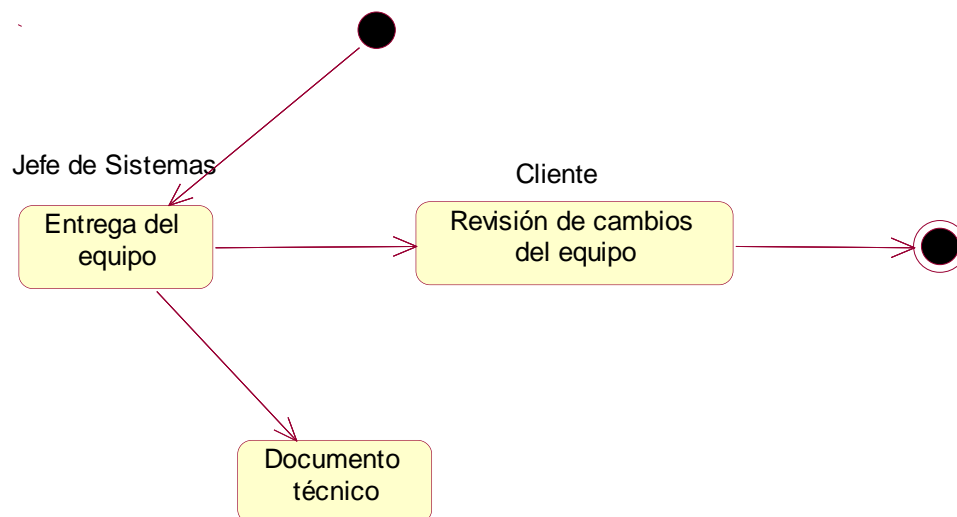 Jefe de Sistemas
Cliente
Entrega del
equipo
Revisión de cambios
del equipo
Documento
técnico